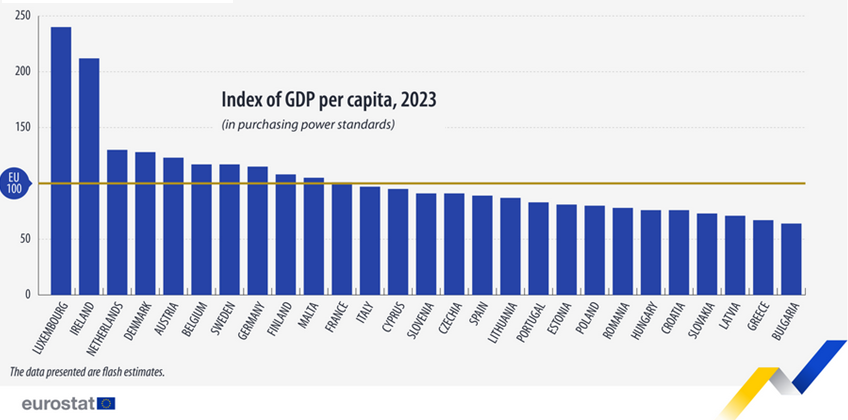 250
200
150
EU
100
50
0
Index of GDP per capita, 2023
(in purchasing power standards)
LUXEMBOURG
IRELAND
NETHERLANDS
DENMARK
AUSTRIA
BELGIUM
SWEDEN
GERMANY
FINLAND
MALTA
FRANCE
ITALY
CYPRUS
SLOVENIA
CZECHIA
SPAIN
LITHUANIA
PORTUGAL
ESTONIA
POLAND
ROMANIA
HUNGARY
CROATIA
SLOVAKIA
LATVIA
GREECE
BULGARIA
The data presented are flash estimates.
eurostat